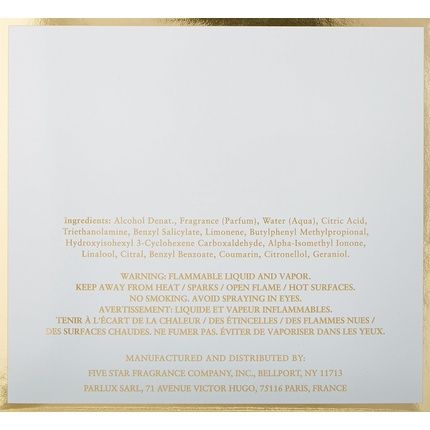 Ingredients: Alcohol Denat., Fragrance (Parfum), Water (Aqua), Citric Acid,
Triethanolamine, Benzyl Salicylate, Limonene, Butylphenyl Methylpropional,
Hydroxyisohexyl 3-Cyclohexene Carboxaldehyde, Alpha-Isomethyl Ionone,
Linalool, Citral, Benzyl Benzoate, Coumarin, Citronellol, Geraniol.
WARNING: FLAMMABLE LIQUID AND VAPOR.
KEEP AWAY FROM HEAT / SPARKS / OPEN FLAME / HOT SURFACES.
NO SMOKING. AVOID SPRAYING IN EYES.
AVERTISSEMENT: LIQUIDE ET VAPEUR INFLAMMABLES.
TENIR À L'ÉCART DE LA CHALEUR / DES ÉTINCELLES / DES FLAMMES NUES /
DES SURFACES CHAUDES. NE FUMER PAS. ÉVITER DE VAPORISER DANS LES YEUX.
MANUFACTURED AND DISTRIBUTED BY:
FIVE STAR FRAGRANCE COMPANY, INC., BELLPORT, NY 11713
PARLUX SARL, 71 AVENUE VICTOR HUGO, 75116 PARIS, FRANCE